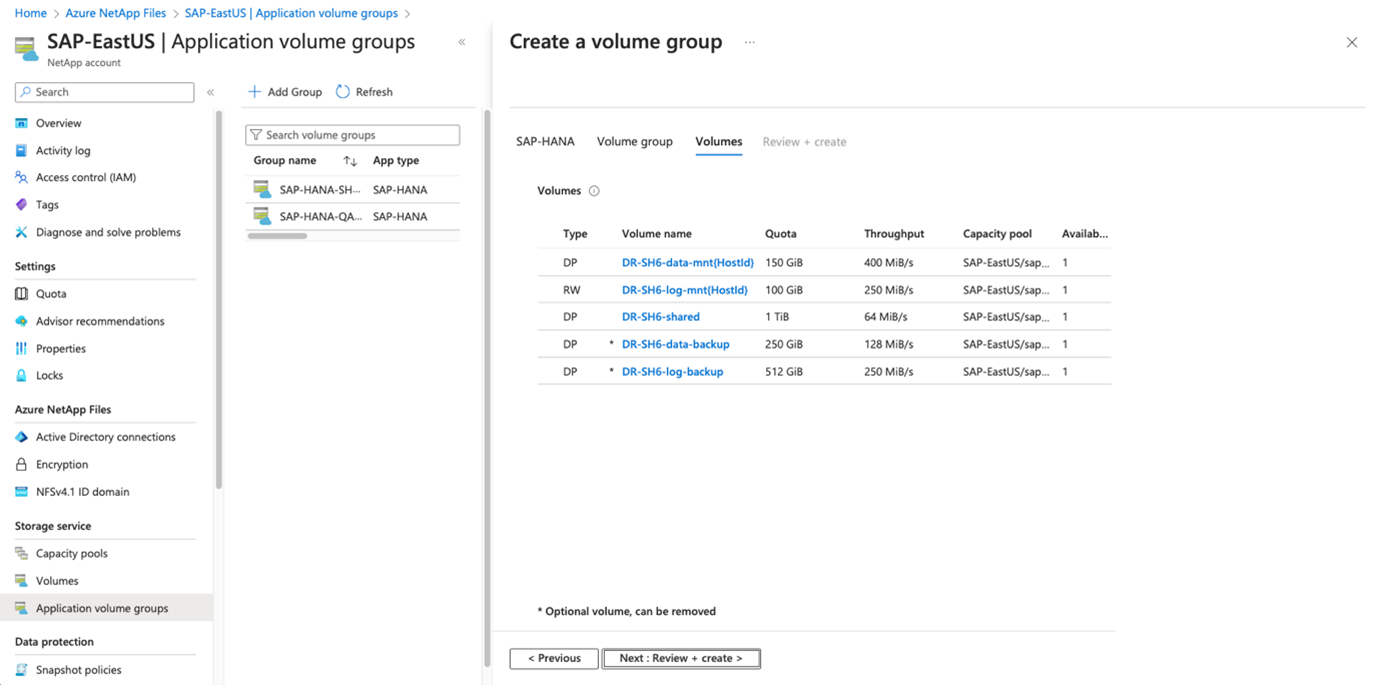 Home > Azure NetApp Files > SAP-EastUS | Application volume groups >
SAP-EastUS | Application volume groups
NetApp account
«
Search
«
Overview
Activity log
Access control (IAM)
Tags
Diagnose and solve problems
Settings
Quota
Advisor recommendations
Properties
Locks
Azure NetApp Files
Active Directory connections
Encryption
NFSv4.1 ID domain
Storage service
Capacity pools
Volumes
Application volume groups
Data protection
Snapshot policies
+ Add Group Refresh
Search volume groups
Group name ↑↓ App type
SAP-HANA-SH... SAP-HANA
SAP-HANA-QA... SAP-HANA
Create a volume group ...
SAP-HANA Volume group Volumes Review + create
Volumes
Type Volume name Quota Throughput Capacity pool Availab...
DP DR-SH6-data-mnt{HostId} 150 GiB 400 MiB/s SAP-EastUS/sap... 1
RW DR-SH6-log-mnt{HostId} 100 GiB 250 MiB/s SAP-EastUS/sap... 1
DP DR-SH6-shared 1 TiB 64 MiB/s SAP-EastUS/sap... 1
DP * DR-SH6-data-backup 250 GiB 128 MiB/s SAP-EastUS/sap... 1
DP * DR-SH6-log-backup 512 GiB 250 MiB/s SAP-EastUS/sap... 1
* Optional volume, can be removed
< Previous Next : Review + create >